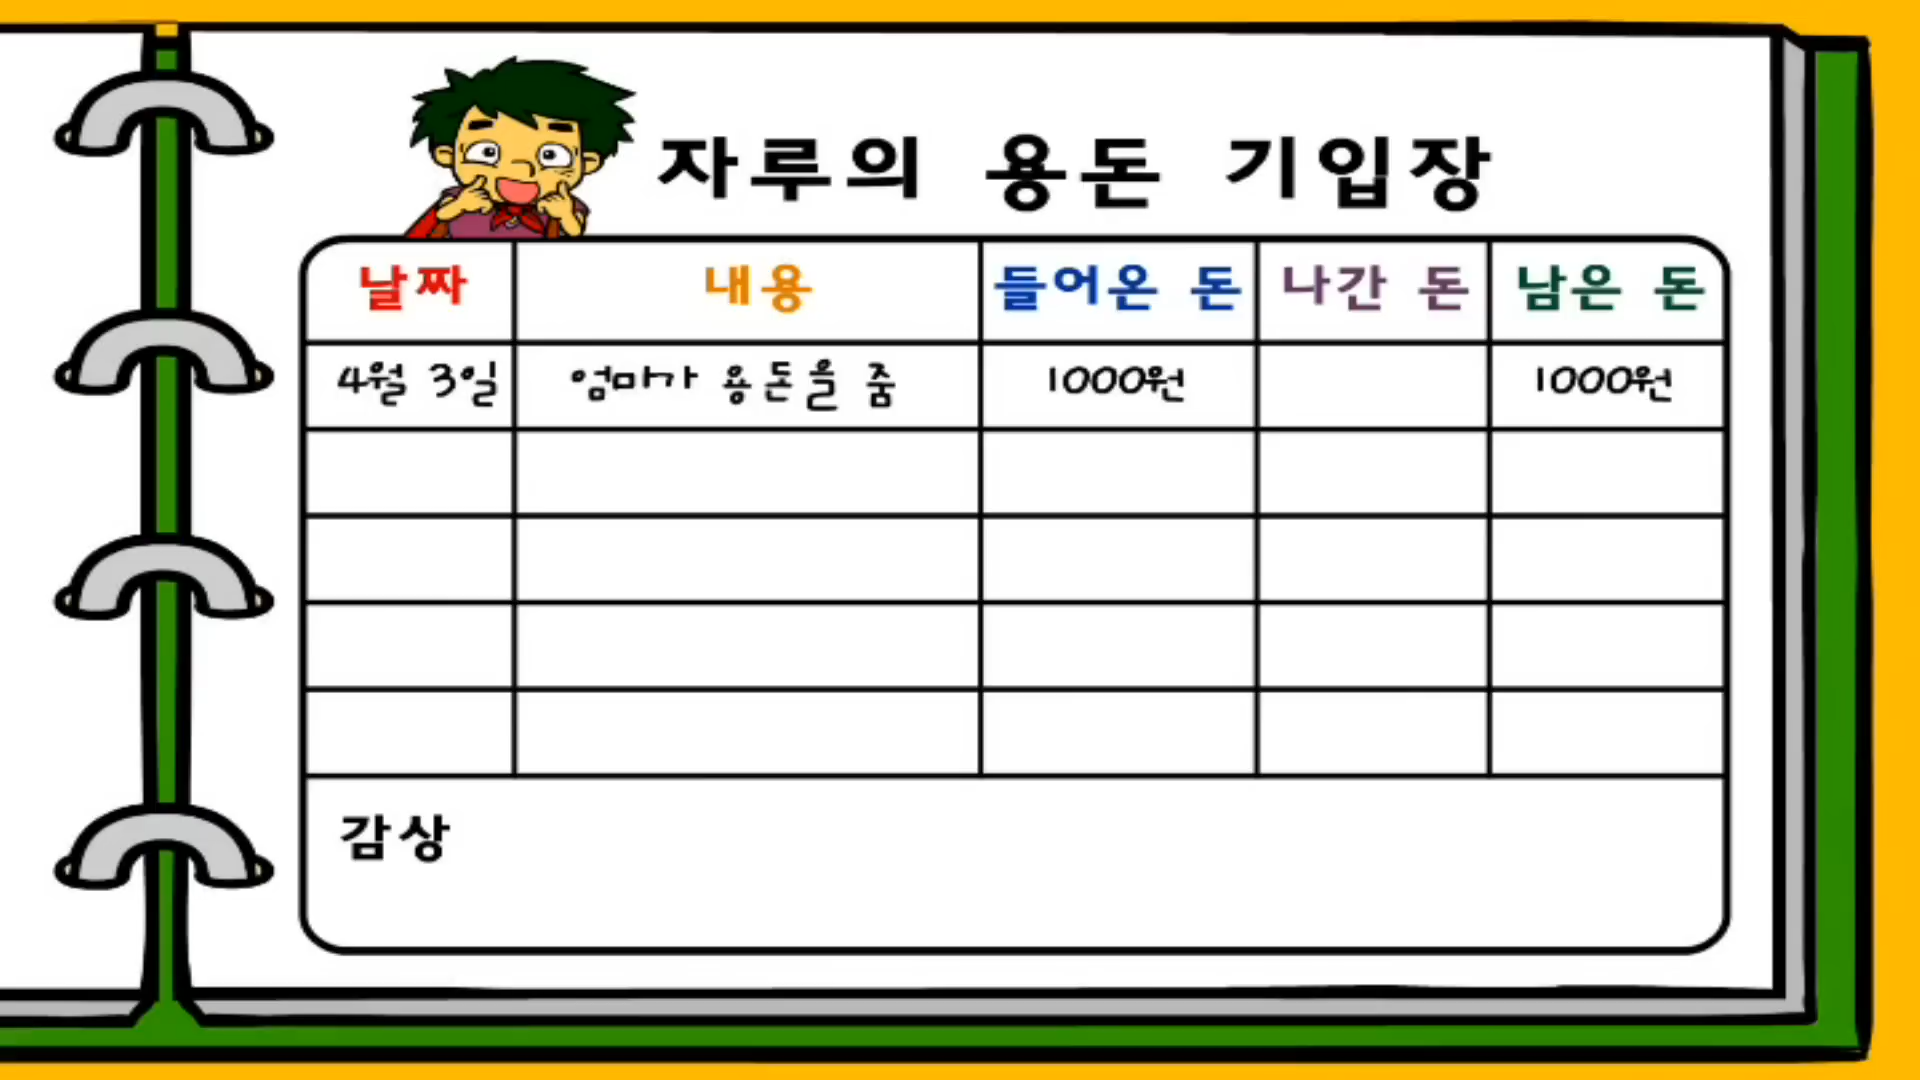 자루의 용돈 기입장
날짜 내용 들어온 돈 나간 돈 남은 돈
4월 3일 엄마가 용돈을 줌 1000원 1000원
감상